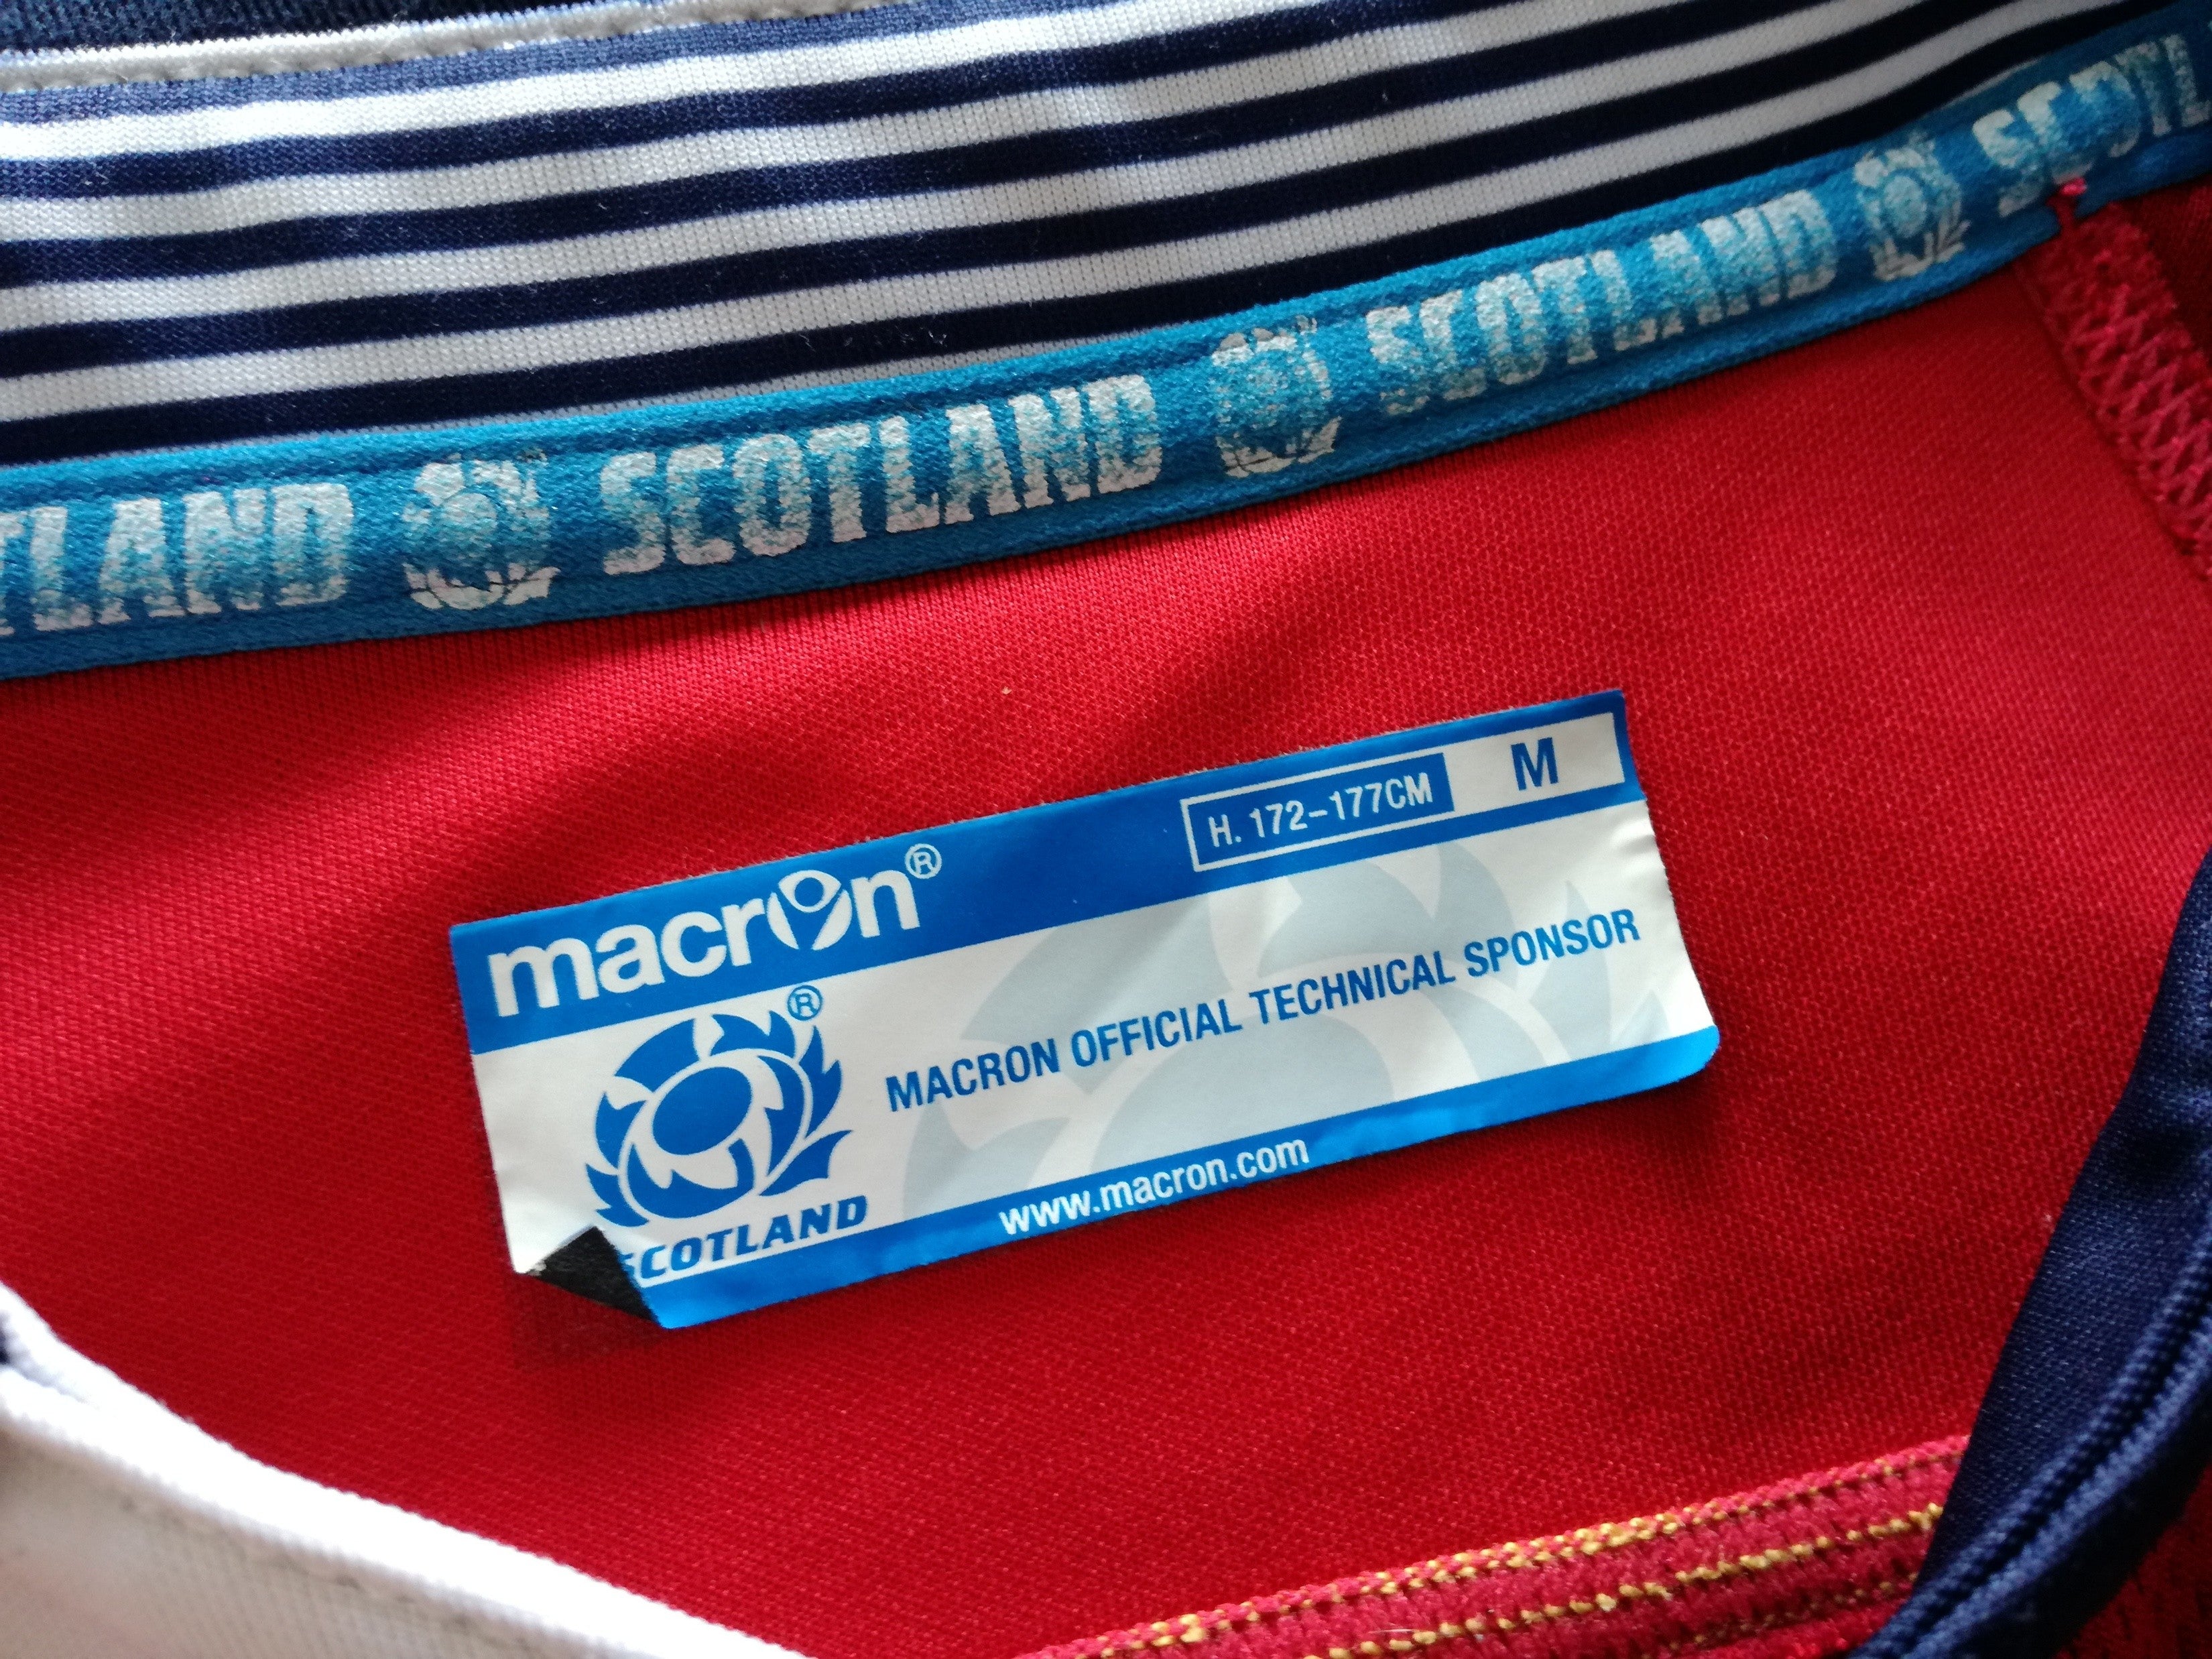 TLAND SCOTLAND SCOTLAND SCOTL
macron® H. 172-177CM M
®
MACRON OFFICIAL TECHNICAL SPONSOR
SCOTLAND
www.macron.com